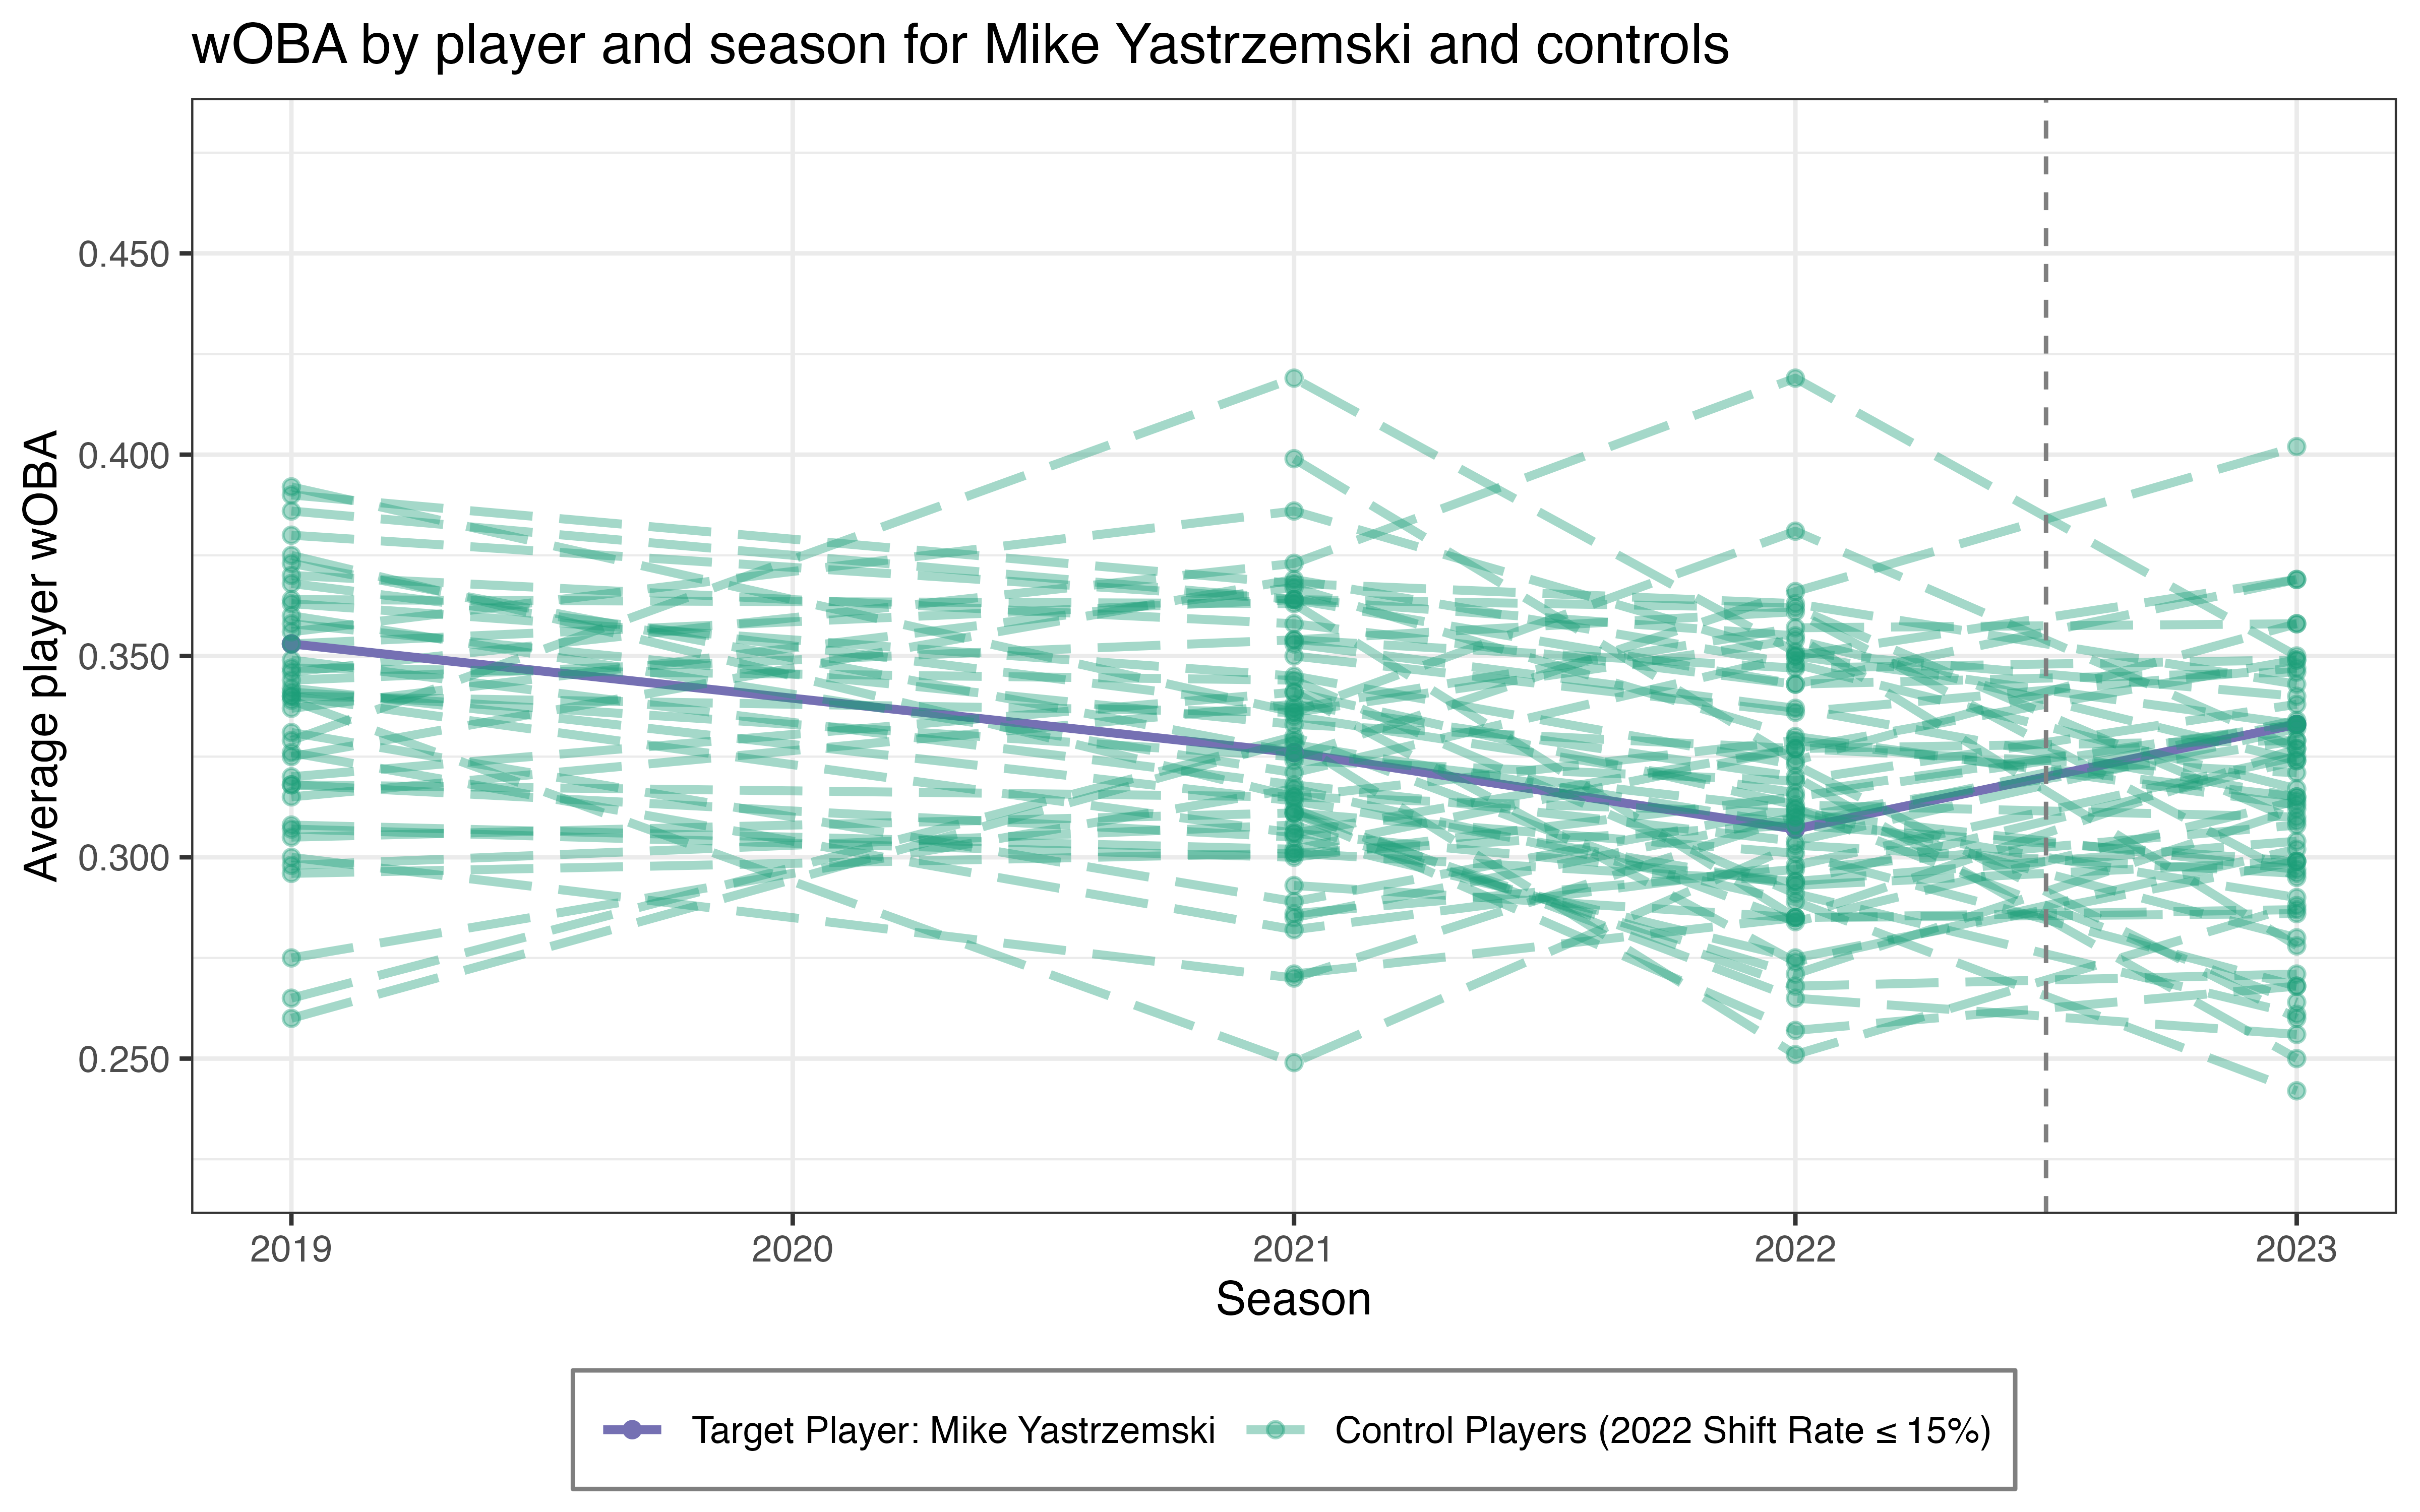 wOBA by player and season for Mike Yastrzemski and controls
Average player wOBA
0.450
0.400
0.350
0.300
0.250
2019 2020 2021 2022 2023
Season
Target Player: Mike Yastrzemski Control Players (2022 Shift Rate ≤ 15%)